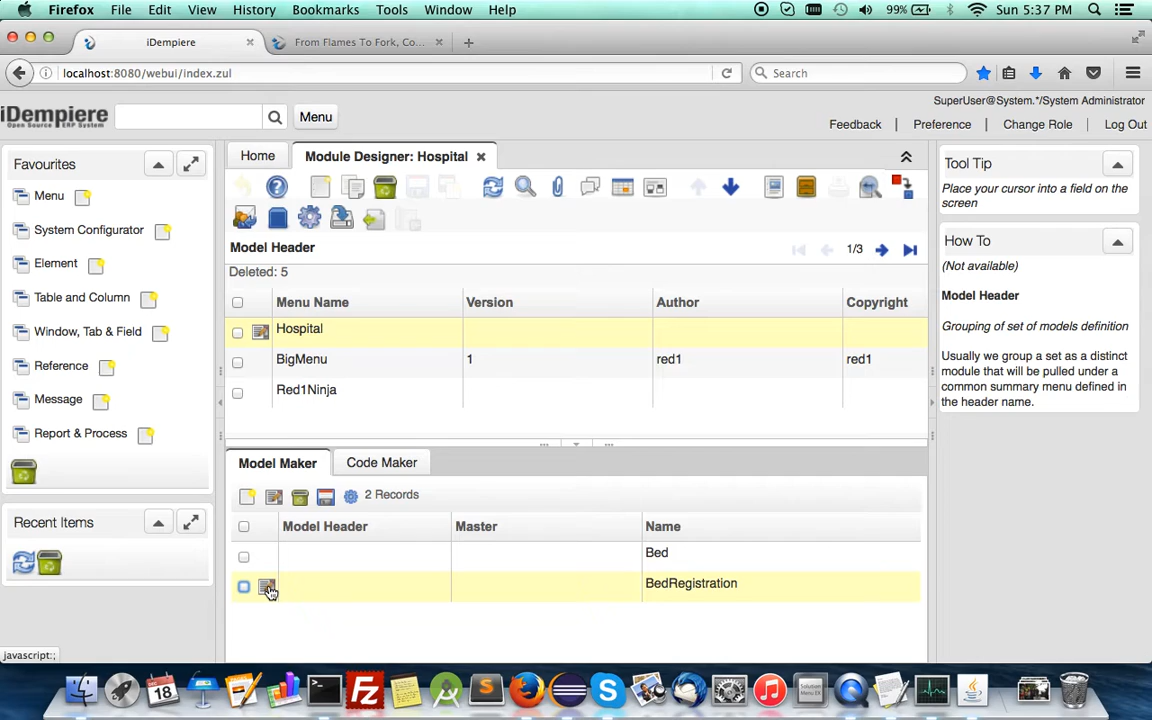 Firefox File Edit View History Bookmarks Tools Window Help 99% Sun 5:37 PM
iDempiere From Flames To Fork, Co...
localhost:8080/webui/index.zul Search
SuperUser@System.*/System Administrator
iDempiere Menu
Open Source ERP System
Feedback Preference Change Role Log Out
Favourites
Menu
System Configurator
Element
Table and Column
Window, Tab & Field
Reference
Message
Report & Process
Recent Items
Home Module Designer: Hospital
Model Header 1/3
Deleted: 5
Menu Name Version Author Copyright
Hospital
BigMenu 1 red1 red1
Red1Ninja
Model Maker Code Maker
2 Records
Model Header Master Name
Bed
BedRegistration
Tool Tip
Place your cursor into a field on the
screen
How To
(Not available)
Model Header
Grouping of set of models definition
Usually we group a set as a distinct
module that will be pulled under a
common summary menu defined in
the header name.
javascript:;
DEC
18